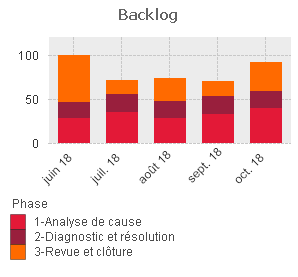 Backlog
100
50
0
juin 18
juil. 18
août 18
sept. 18
oct. 18
Phase
1-Analyse de cause
2-Diagnostic et résolution
3-Revue et clôture